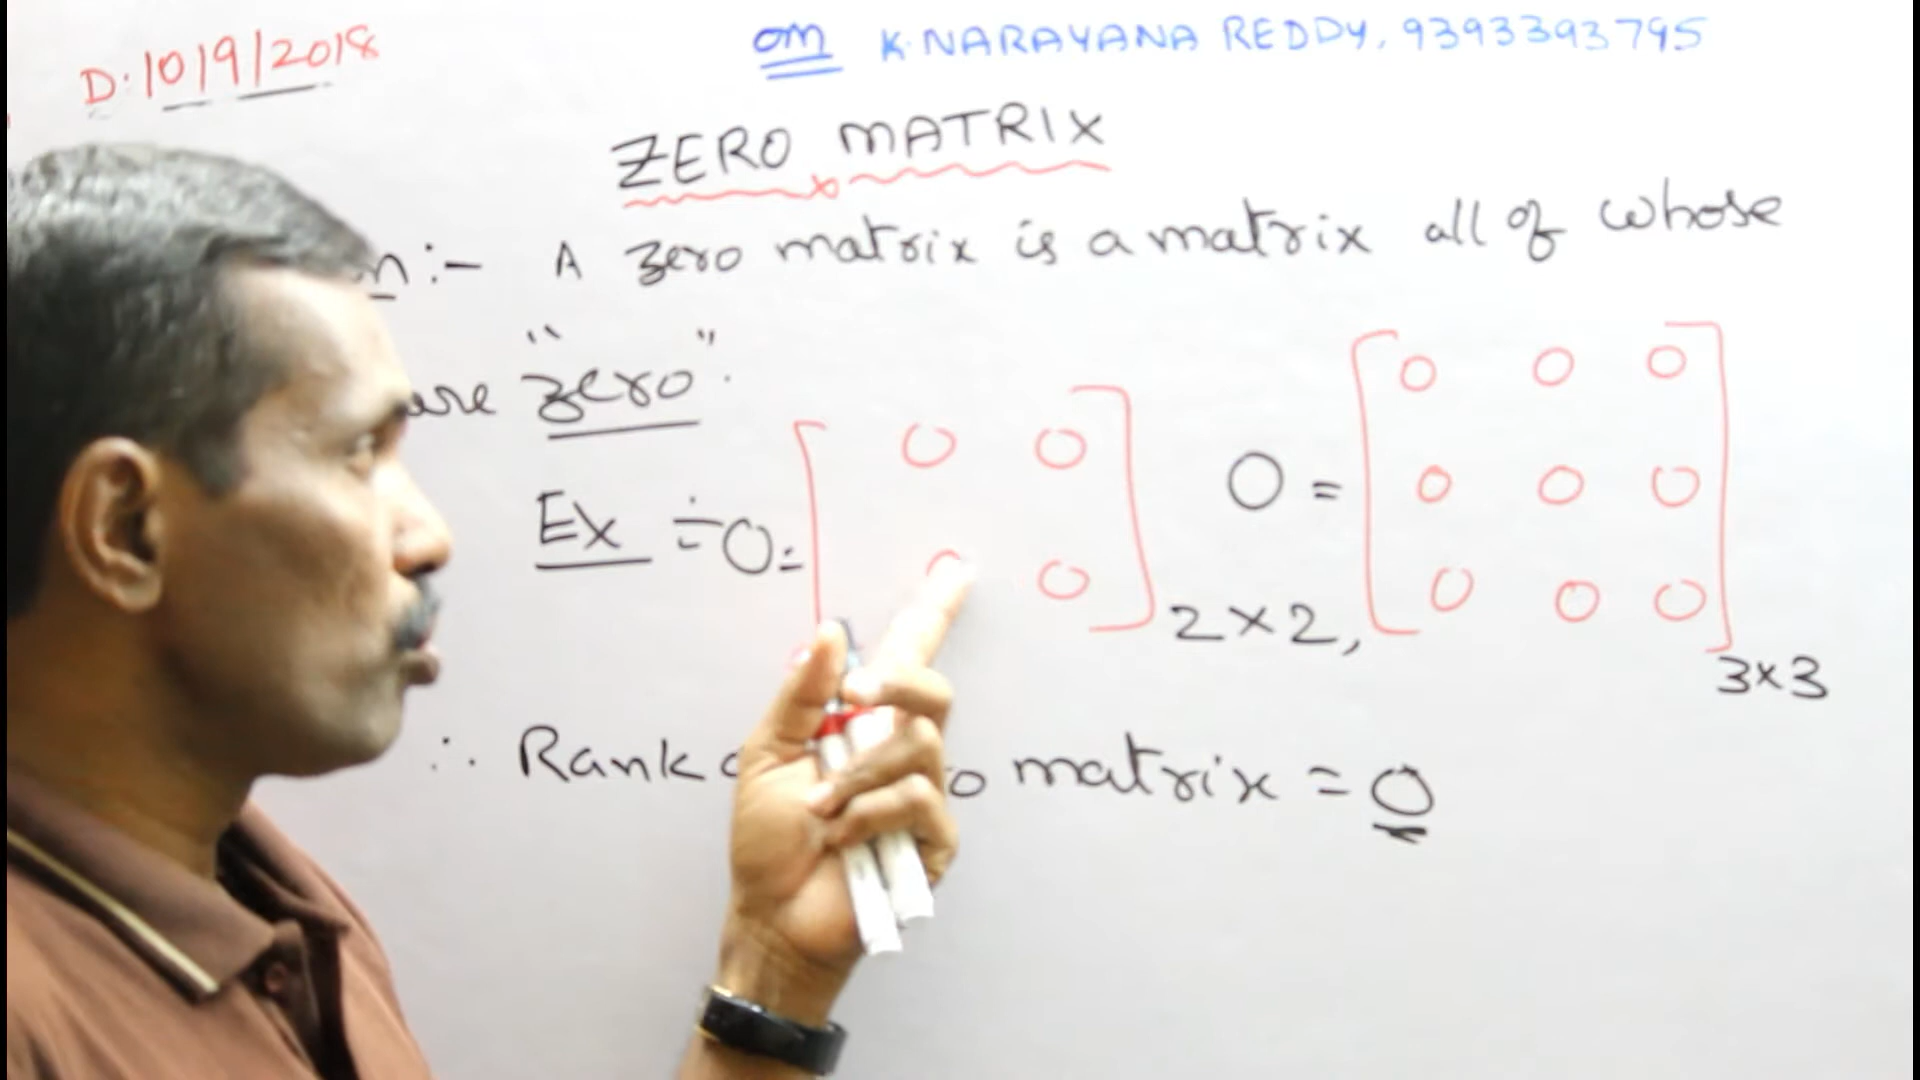 D: 10/9/2018
om K. NARAYANA REDDY, 9393393795
ZERO MATRIX
n:- A zero matrix is a matrix all of whose
are "zero".
Ex :- O = [ 0 0 ] O = [ 0 0 0 ]
0 0 0
0 0 2×2, 0 0 0 3×3
∴ Rank matrix = 0